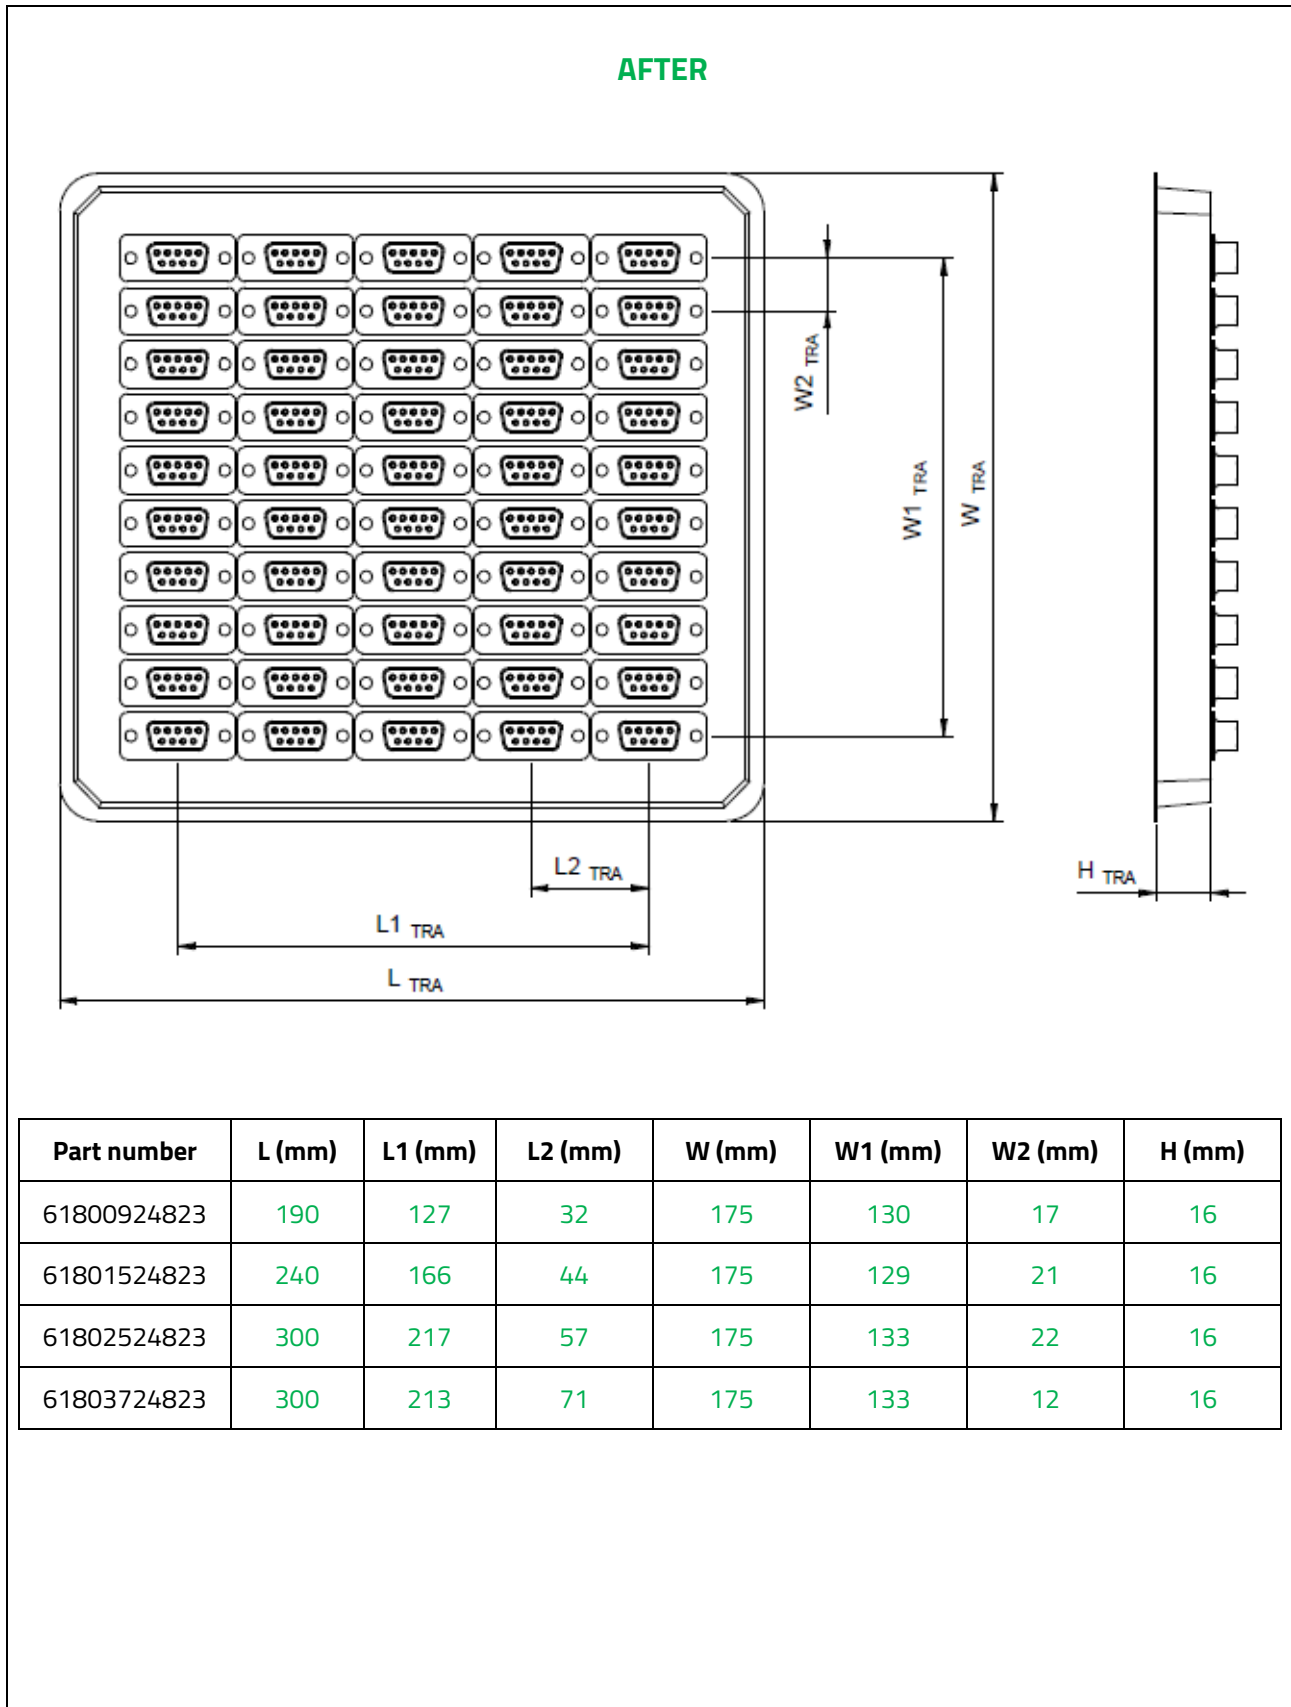 AFTER
W2 TRA
W1 TRA
W TRA
L2 TRA
H TRA
L1 TRA
L TRA
Part number L (mm) L1 (mm) L2 (mm) W (mm) W1 (mm) W2 (mm) H (mm)
61800924823 190 127 32 175 130 17 16
61801524823 240 166 44 175 129 21 16
61802524823 300 217 57 175 133 22 16
61803724823 300 213 71 175 133 12 16